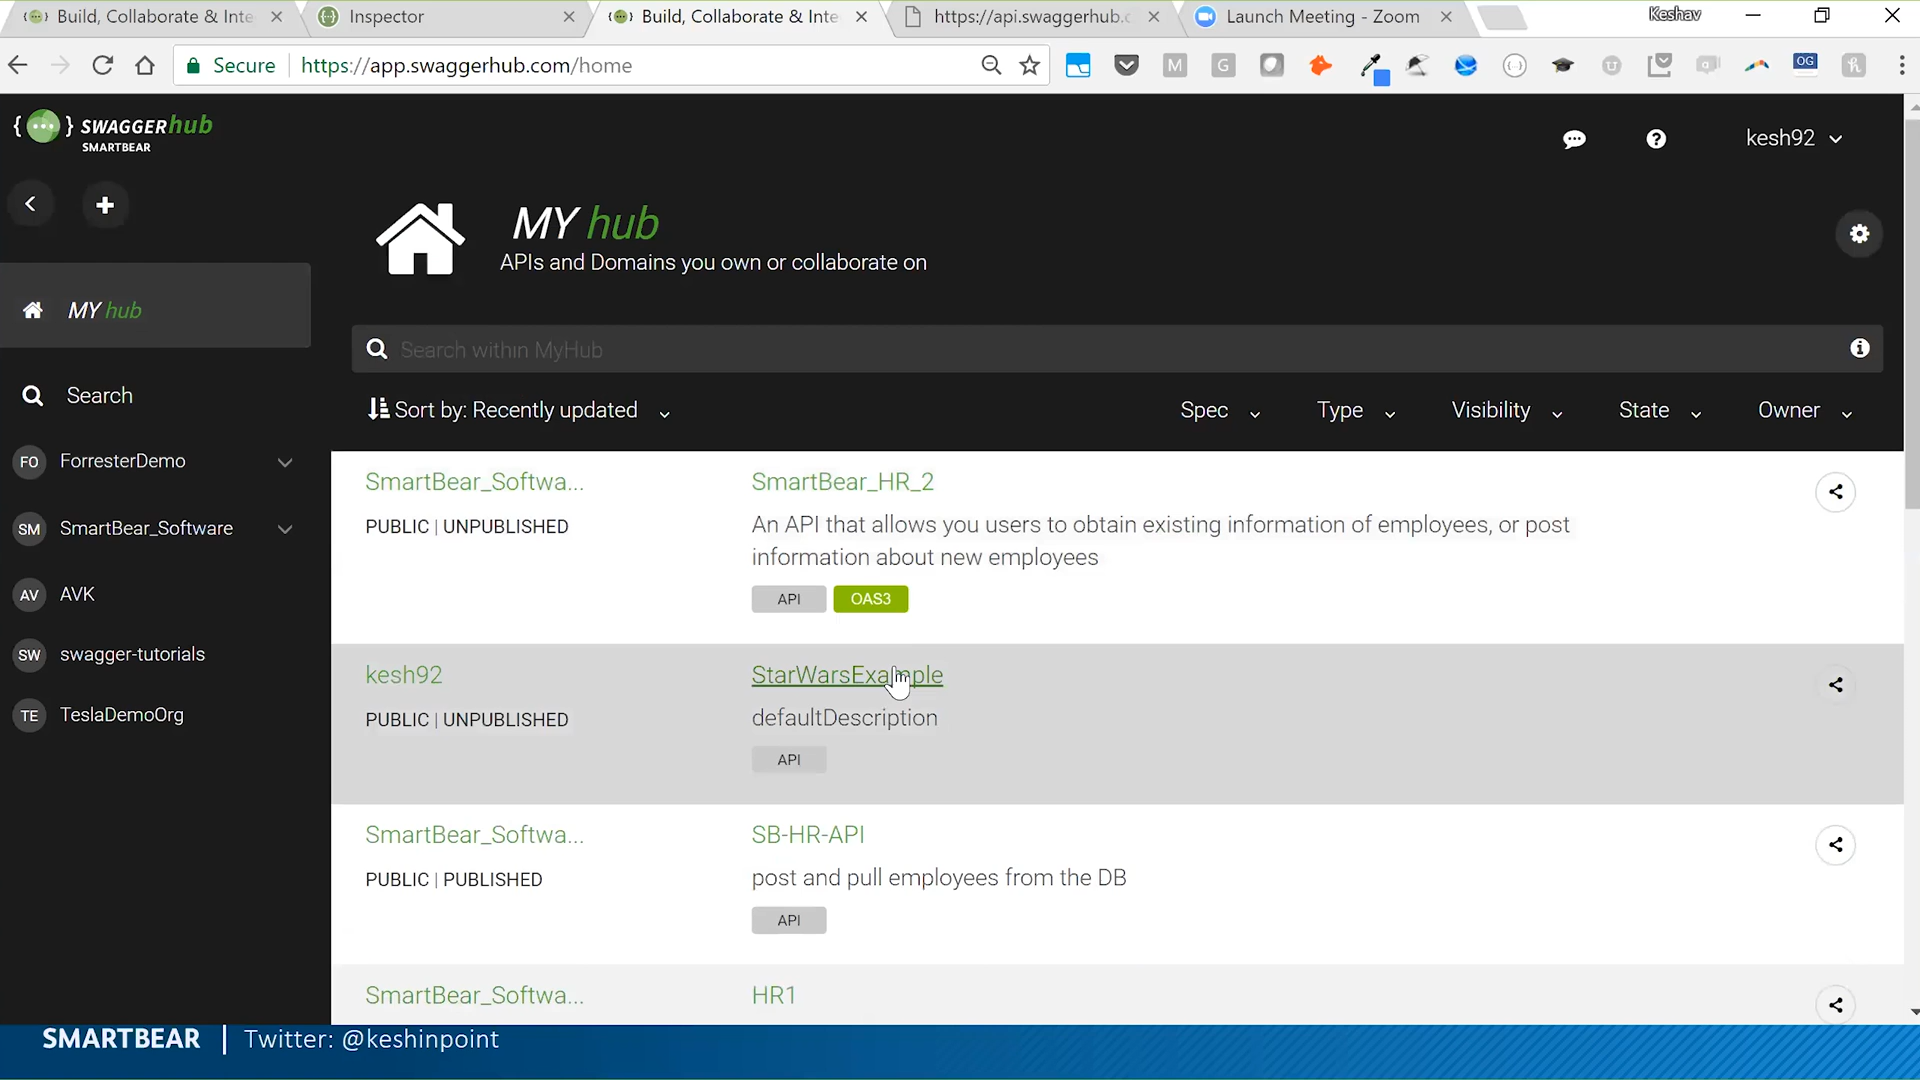 Build, Collaborate & Inte
Inspector
Build, Collaborate & Inte
https://api.swaggerhub.c
Launch Meeting - Zoom
Keshav
Secure
https://app.swaggerhub.com/home
M
G
OG
{ ··· } SWAGGERhub
SMARTBEAR
kesh92
MY hub
APIs and Domains you own or collaborate on
MY hub
Search within MyHub
Search
Sort by: Recently updated
Spec
Type
Visibility
State
Owner
FO ForresterDemo
SM SmartBear_Software
AV AVK
SW swagger-tutorials
TE TeslaDemoOrg
SmartBear_Softwa...
SmartBear_HR_2
PUBLIC | UNPUBLISHED
An API that allows you users to obtain existing information of employees, or post
information about new employees
API
OAS3
kesh92
StarWarsExample
PUBLIC | UNPUBLISHED
defaultDescription
API
SmartBear_Softwa...
SB-HR-API
PUBLIC | PUBLISHED
post and pull employees from the DB
API
SmartBear_Softwa...
HR1
SMARTBEAR | Twitter: @keshinpoint